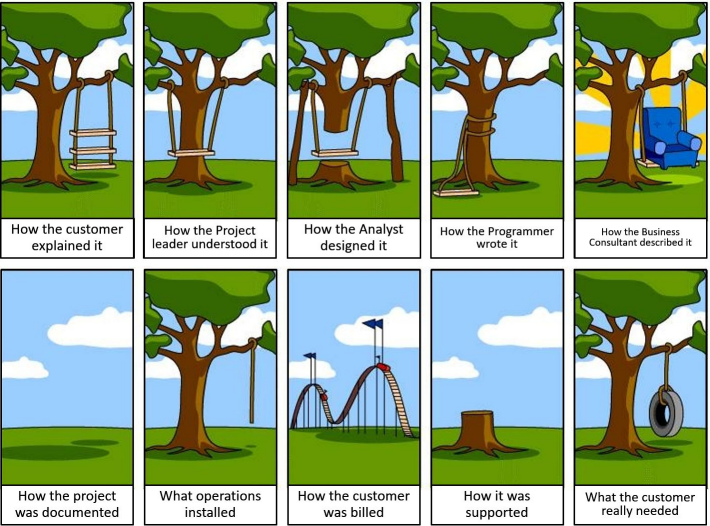 How the customer
explained it
How the Project
leader understood it
How the Analyst
designed it
How the Programmer
wrote it
How the Business
Consultant described it
How the project
was documented
What operations
installed
How the customer
was billed
How it was
supported
What the customer
really needed